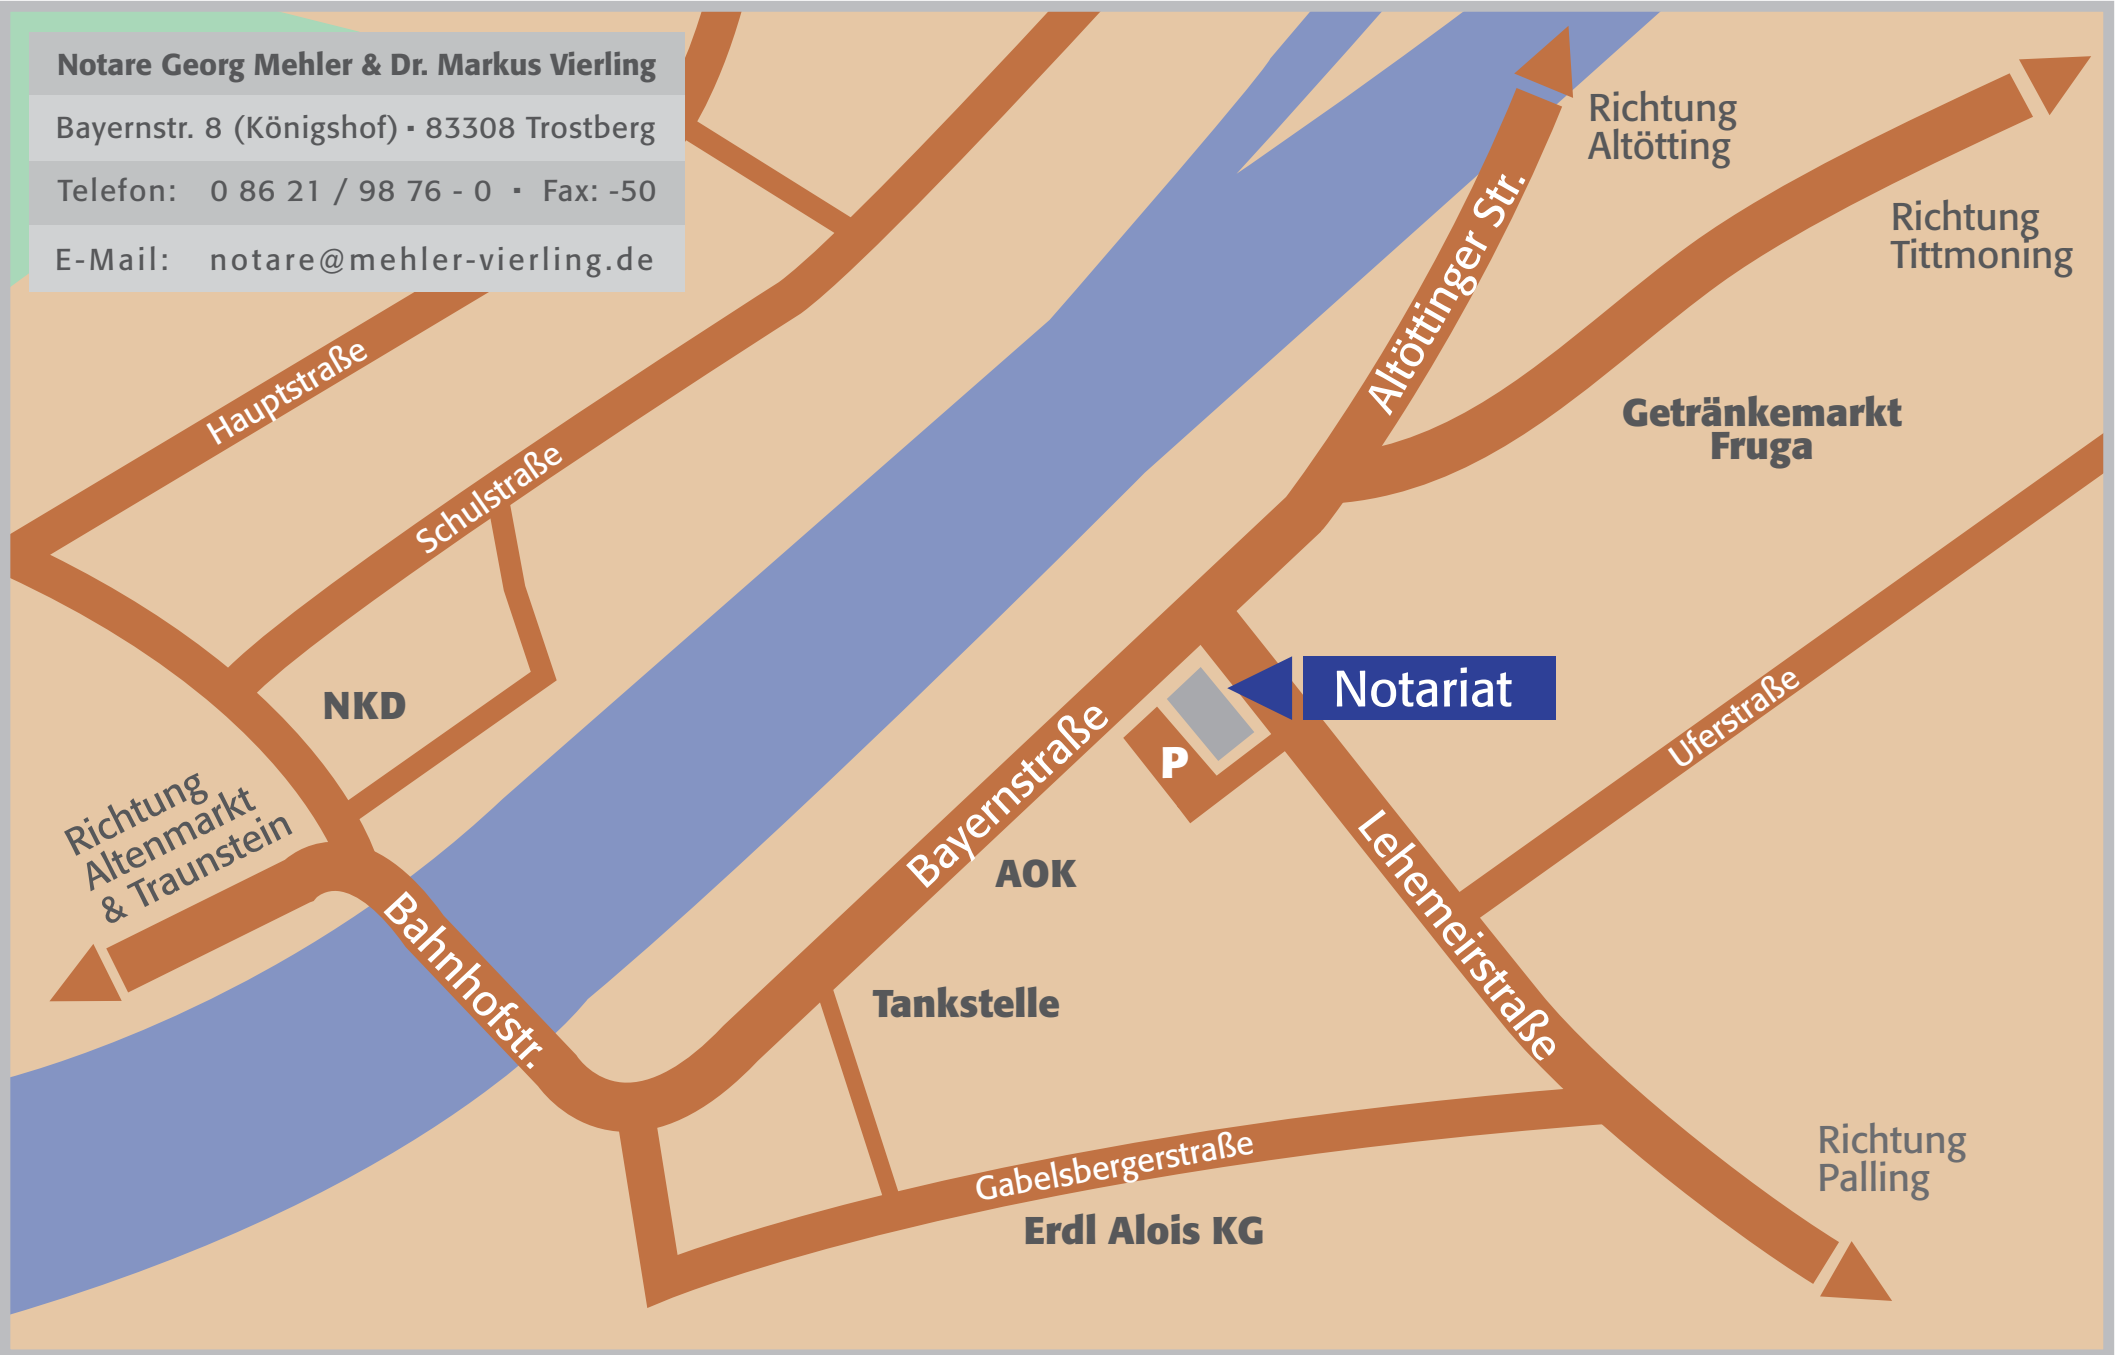 Notare Georg Mehler & Dr. Markus Vierling
Bayernstr. 8 (Königshof) ▪ 83308 Trostberg
Telefon: 0 86 21 / 98 76 - 0 ▪ Fax: -50
E-Mail: notare@mehler-vierling.de
Richtung
Altötting
Richtung
Tittmoning
Altöttinger Str.
Hauptstraße
Schulstraße
Getränkemarkt
Fruga
NKD
Notariat
Uferstraße
P
Bayernstraße
Richtung
Altenmarkt
& Traunstein
AOK
Lehemeirstraße
Bahnhofstr.
Tankstelle
Gabelsbergerstraße
Erdl Alois KG
Richtung
Palling